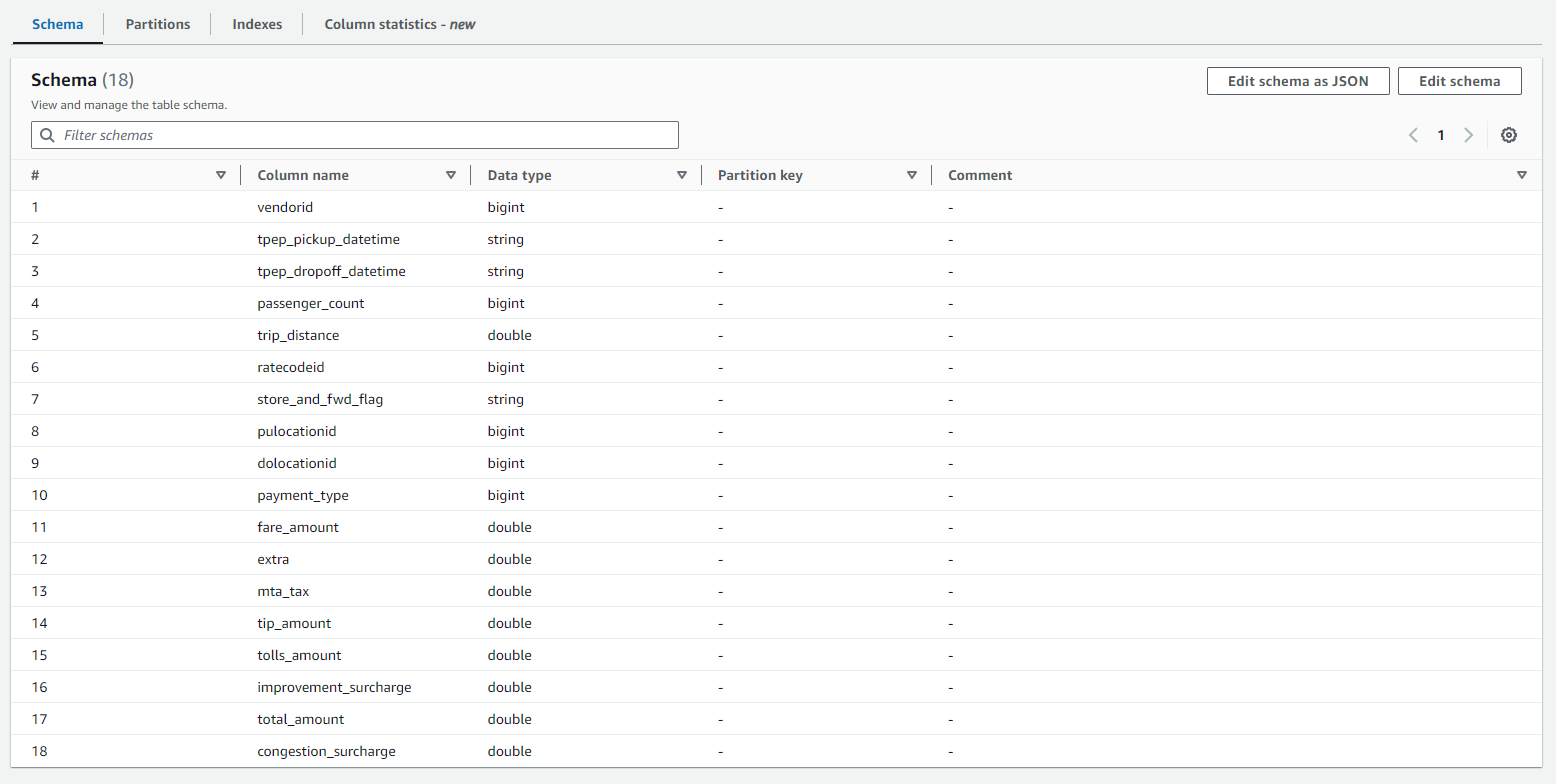 Schema Partitions Indexes Column statistics - new
Schema (18)
Edit schema as JSON Edit schema
View and manage the table schema.
Filter schemas
1
# Column name Data type Partition key Comment
1 vendorid bigint - -
2 tpep_pickup_datetime string - -
3 tpep_dropoff_datetime string - -
4 passenger_count bigint - -
5 trip_distance double - -
6 ratecodeid bigint - -
7 store_and_fwd_flag string - -
8 pulocationid bigint - -
9 dolocationid bigint - -
10 payment_type bigint - -
11 fare_amount double - -
12 extra double - -
13 mta_tax double - -
14 tip_amount double - -
15 tolls_amount double - -
16 improvement_surcharge double - -
17 total_amount double - -
18 congestion_surcharge double - -